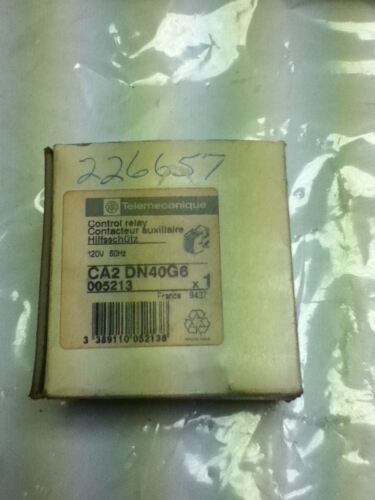 226657
Telemecanique
Control relay
Contacteur auxiliaire
Hilfsschütz
120V 60Hz
CA2 DN40G6
005213 x 1
France 9437
3 389110 052138